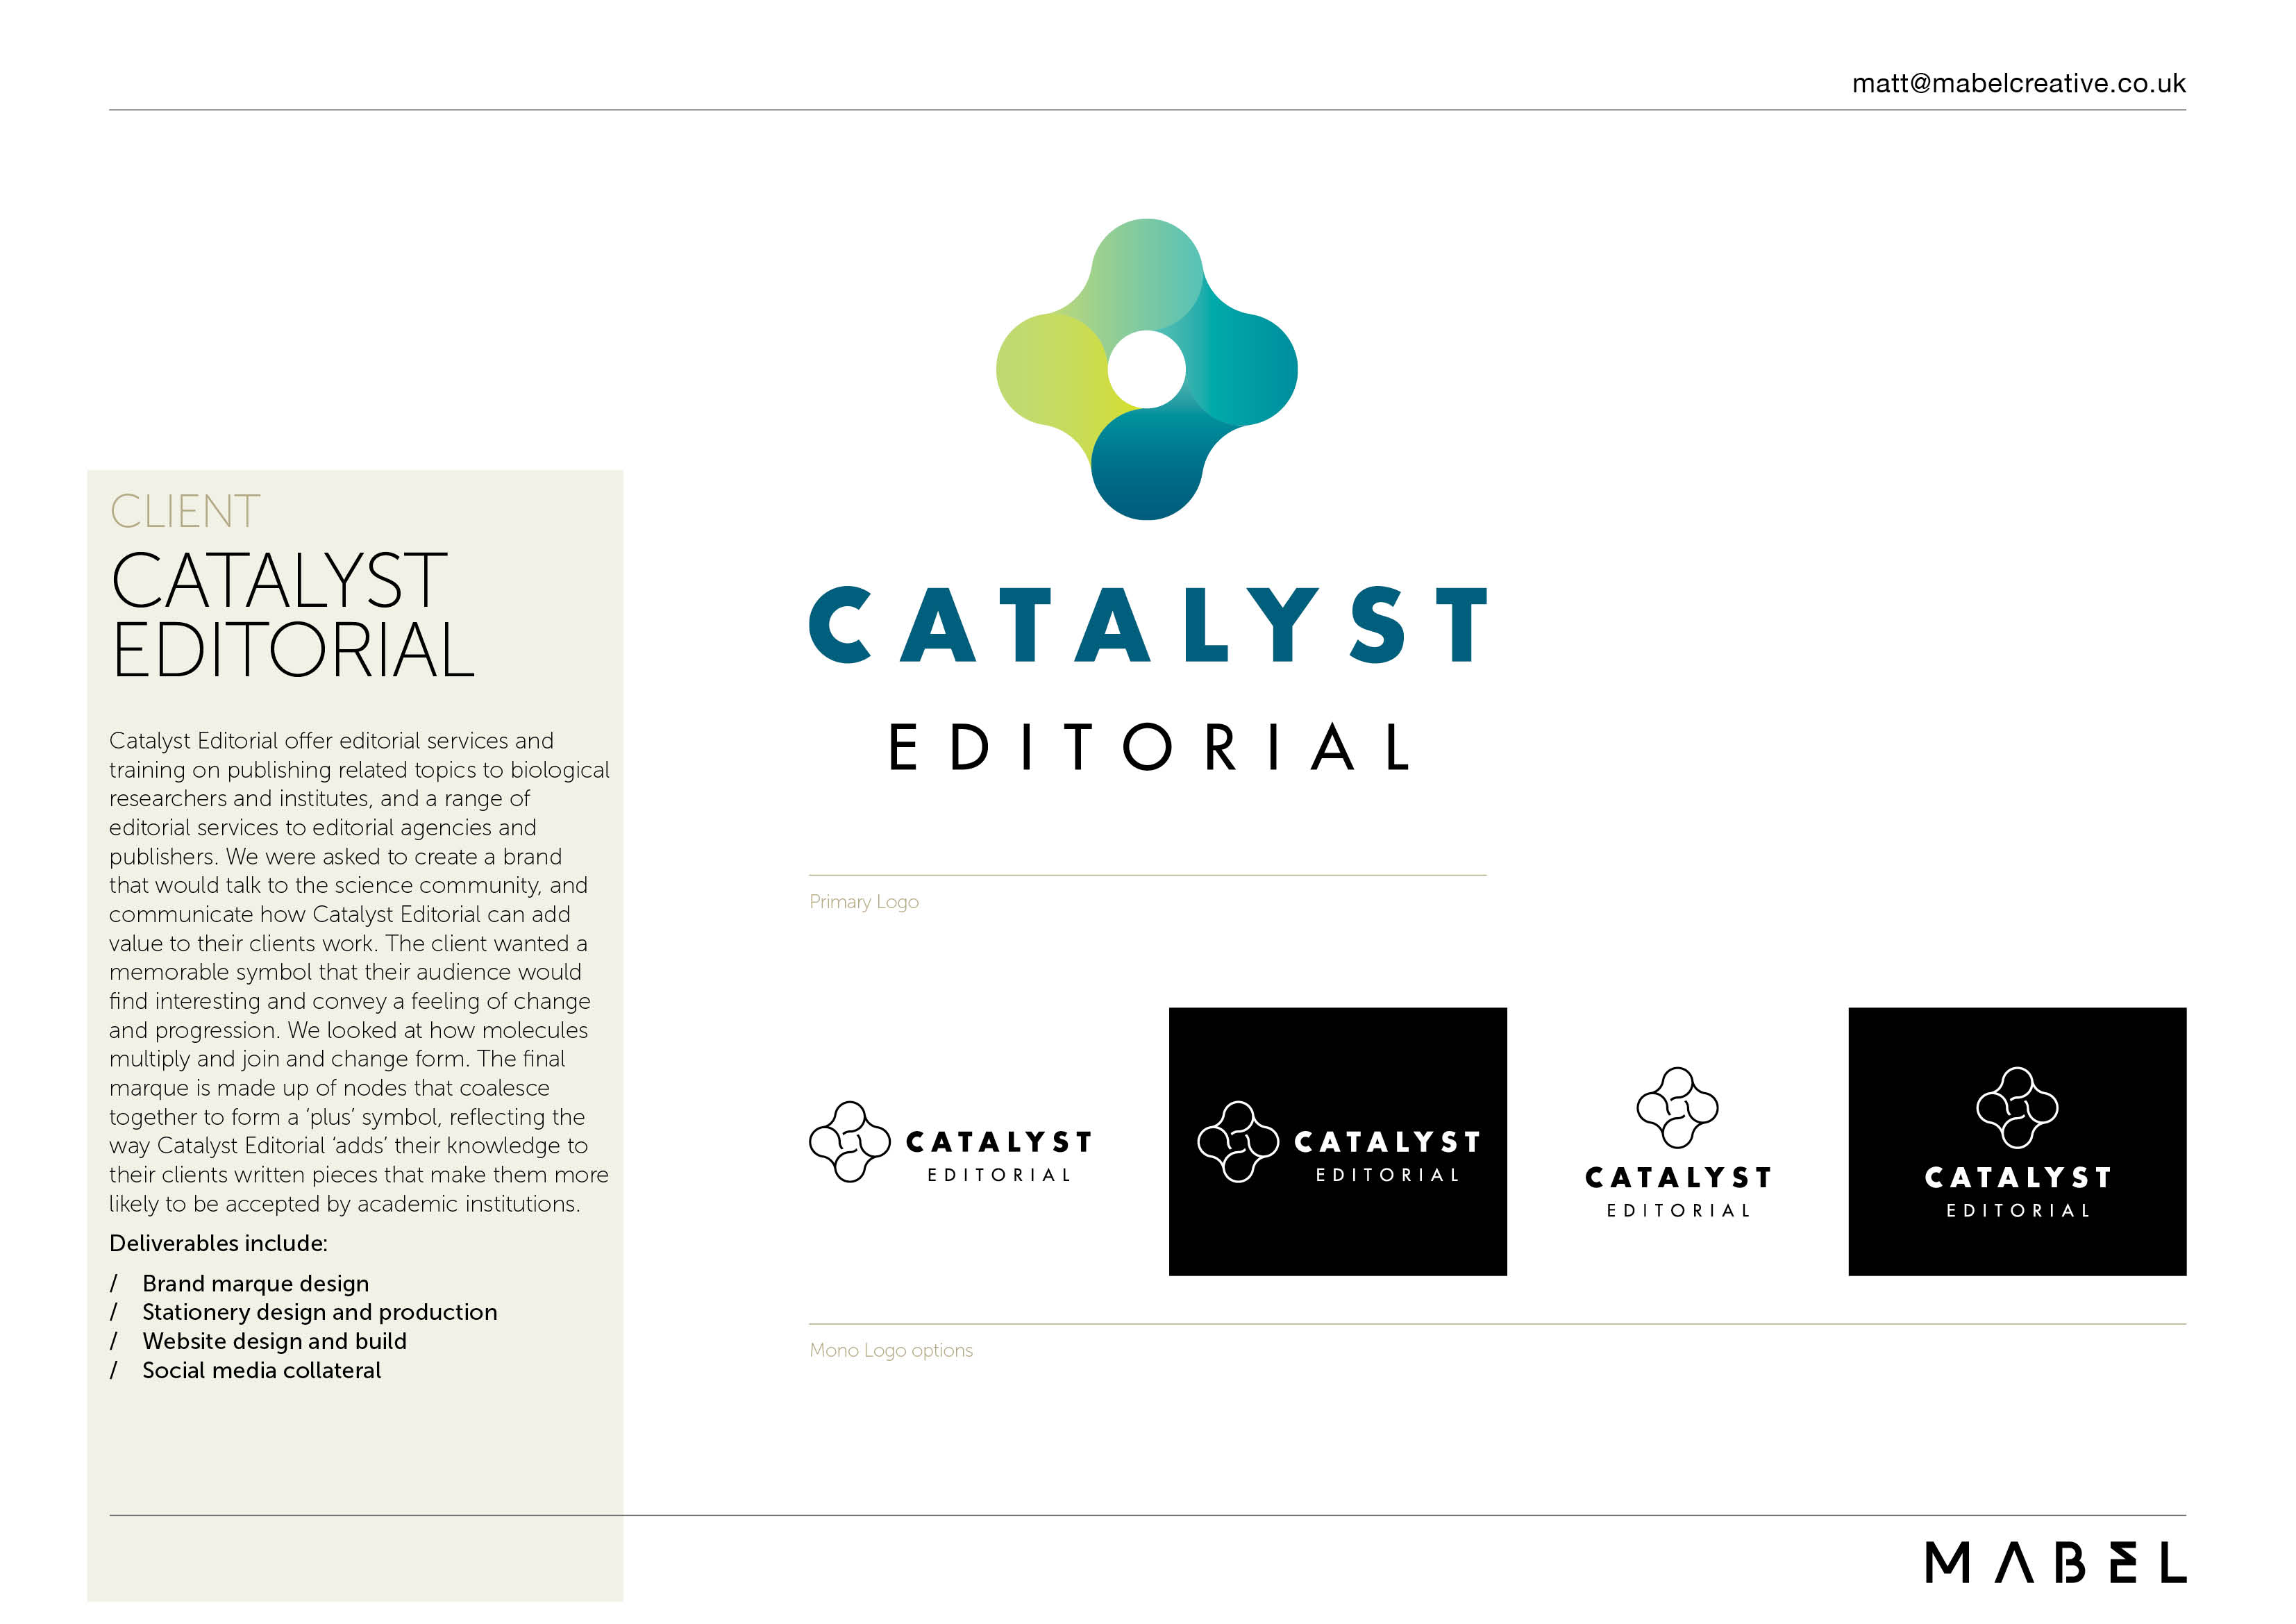 matt@mabelcreative.co.uk
CLIENT
CATALYST
EDITORIAL
Catalyst Editorial offer editorial services and
training on publishing related topics to biological
researchers and institutes, and a range of
editorial services to editorial agencies and
publishers. We were asked to create a brand
that would talk to the science community, and
communicate how Catalyst Editorial can add
value to their clients work. The client wanted a
memorable symbol that their audience would
find interesting and convey a feeling of change
and progression. We looked at how molecules
multiply and join and change form. The final
marque is made up of nodes that coalesce
together to form a ‘plus’ symbol, reflecting the
way Catalyst Editorial ‘adds’ their knowledge to
their clients written pieces that make them more
likely to be accepted by academic institutions.
Deliverables include:
/ Brand marque design
/ Stationery design and production
/ Website design and build
/ Social media collateral
CATALYST
EDITORIAL
Primary Logo
CATALYST
EDITORIAL
CATALYST
EDITORIAL
CATALYST
EDITORIAL
CATALYST
EDITORIAL
Mono Logo options
MABEL